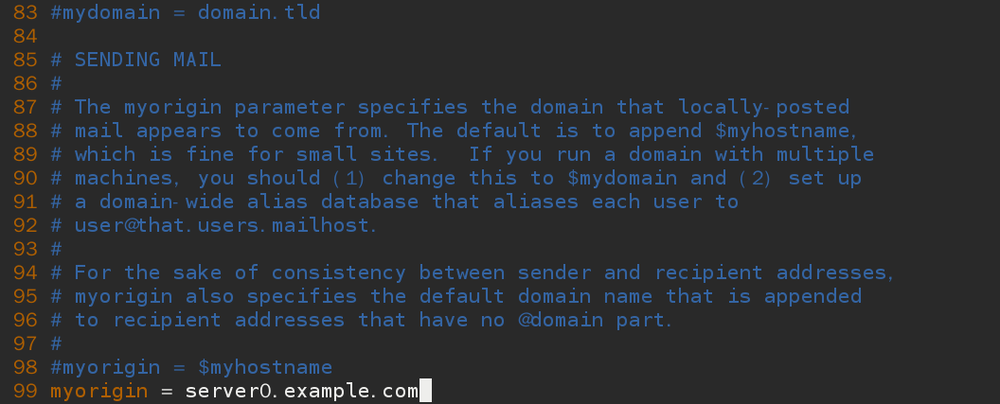 83 #mydomain = domain.tld
84
85 # SENDING MAIL
86 #
87 # The myorigin parameter specifies the domain that locally-posted
88 # mail appears to come from. The default is to append $myhostname,
89 # which is fine for small sites.  If you run a domain with multiple
90 # machines, you should (1) change this to $mydomain and (2) set up
91 # a domain-wide alias database that aliases each user to
92 # user@that.users.mailhost.
93 #
94 # For the sake of consistency between sender and recipient addresses,
95 # myorigin also specifies the default domain name that is appended
96 # to recipient addresses that have no @domain part.
97 #
98 #myorigin = $myhostname
99 myorigin = server0.example.com